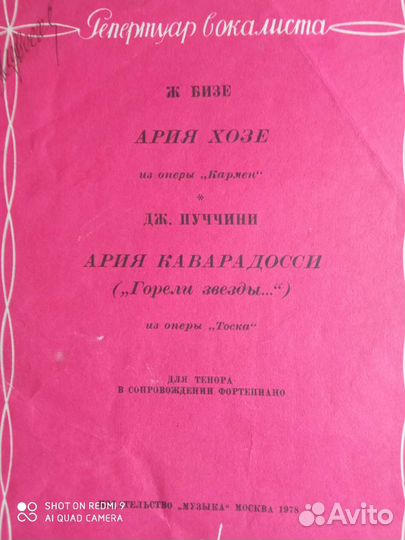 Репертуар вокалиста
Ж БИЗЕ
АРИЯ ХОЗЕ
из оперы „Кармен“
*
ДЖ. ПУЧЧИНИ
АРИЯ КАВАРАДОССИ
(„Горели звезды...“)
из оперы „Тоска“
ДЛЯ ТЕНОРА
В СОПРОВОЖДЕНИИ ФОРТЕПИАНО
„МУЗЫКА“ МОСКВА 1978
SHOT ON REDMI 9
AI QUAD CAMERA
Avito